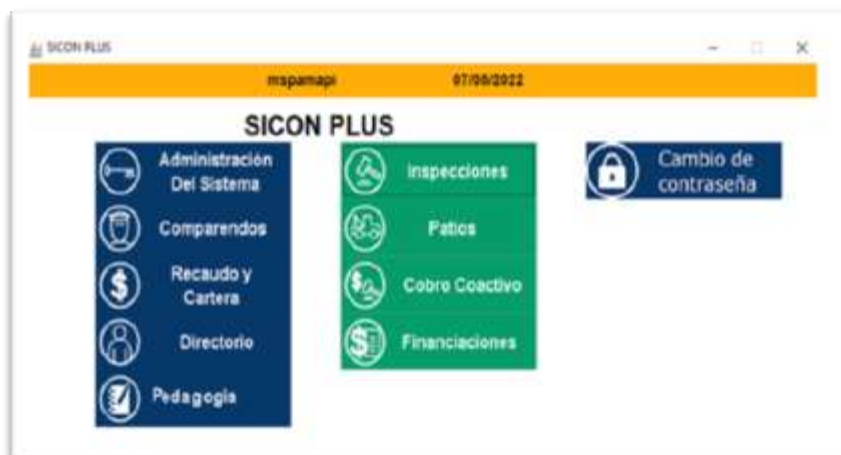 SICON PLUS
mspamapi 07/06/2022
SICON PLUS
Administración
Del Sistema
Comparendos
Recaudo y
Cartera
Directorio
Pedagogía
Inspecciones
Patios
Cobro Coactivo
Financiaciones
Cambio de
contraseña